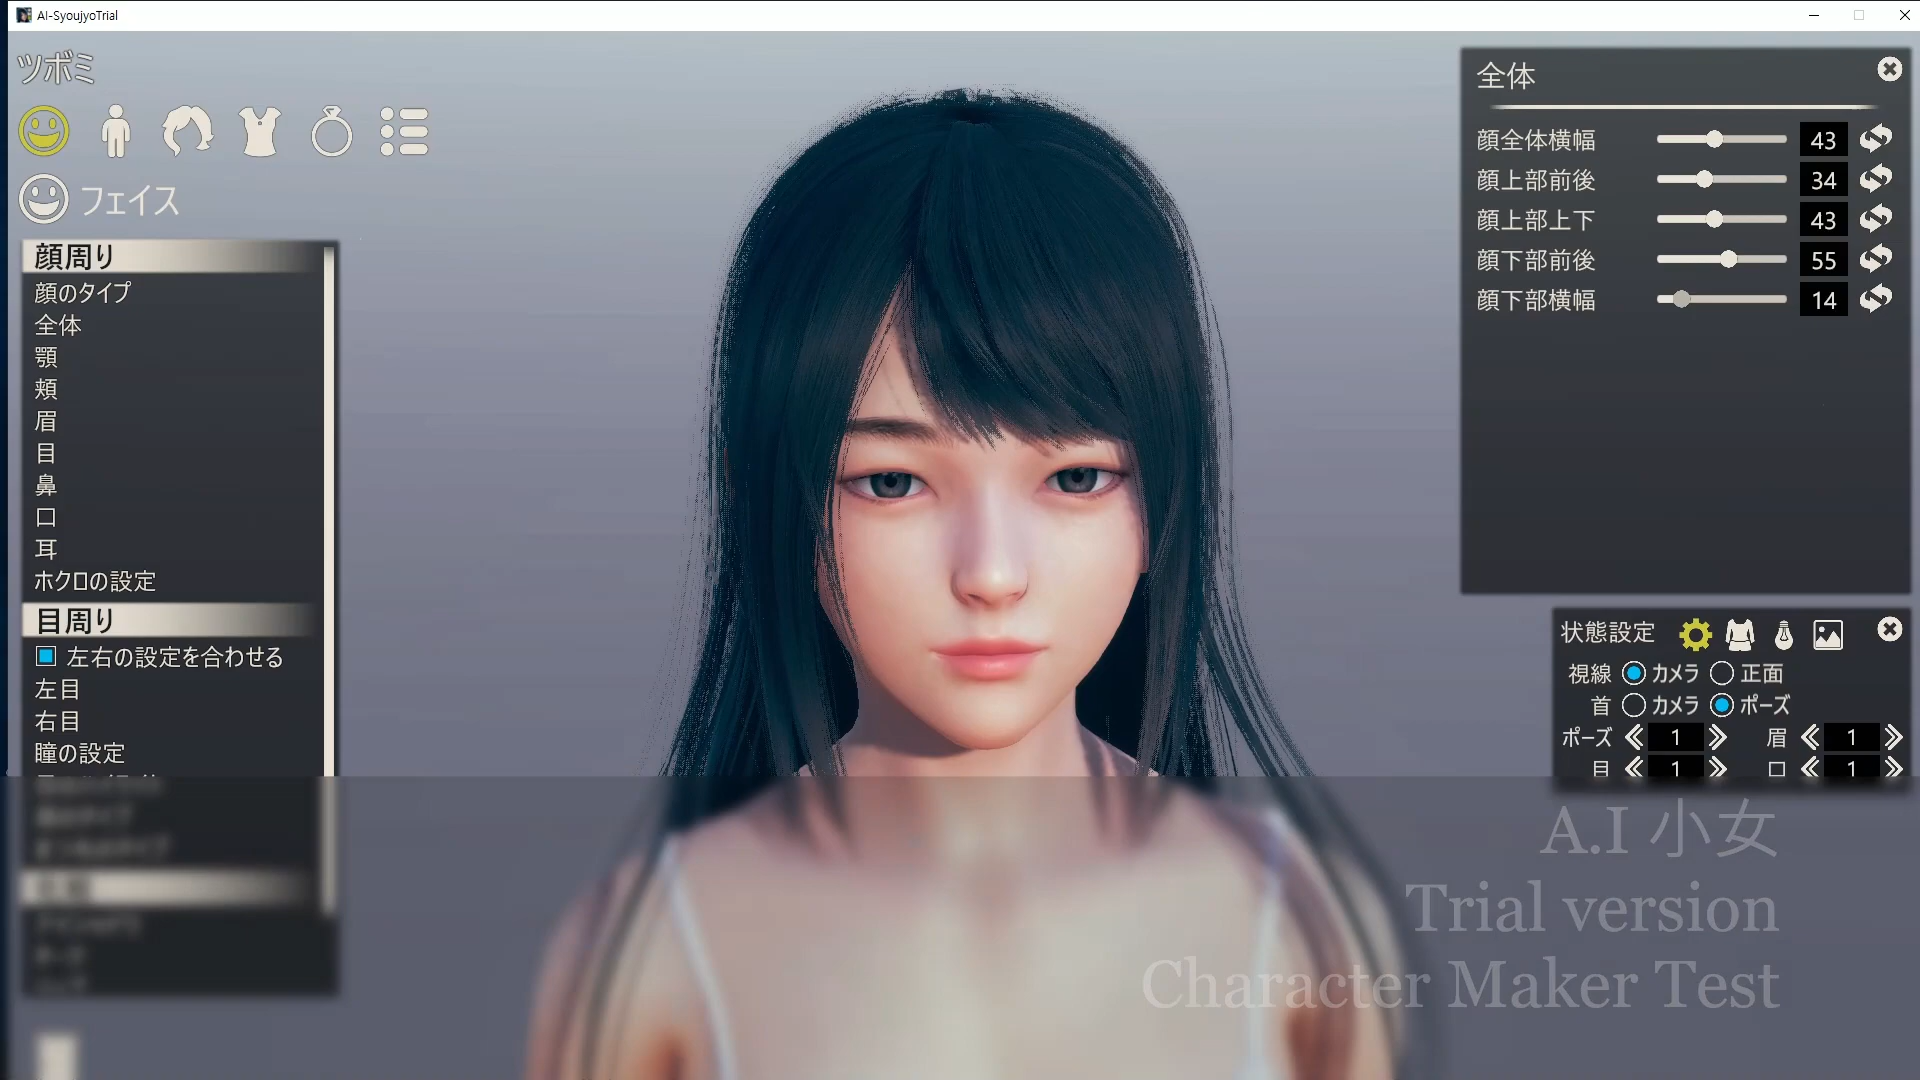 AI-SyoujyoTrial
ツボミ
フェイス
顔周り
顔のタイプ
全体
顎
頬
眉
目
鼻
口
耳
ホクロの設定
目周り
左右の設定を合わせる
左目
右目
瞳の設定
全体
顔全体横幅 43
顔上部前後 34
顔上部上下 43
顔下部前後 55
顔下部横幅 14
状態設定
視線 カメラ 正面
首 カメラ ポーズ
ポーズ 1 眉 1
目 1 口 1
A.I 小女
Trial version
Character Maker Test